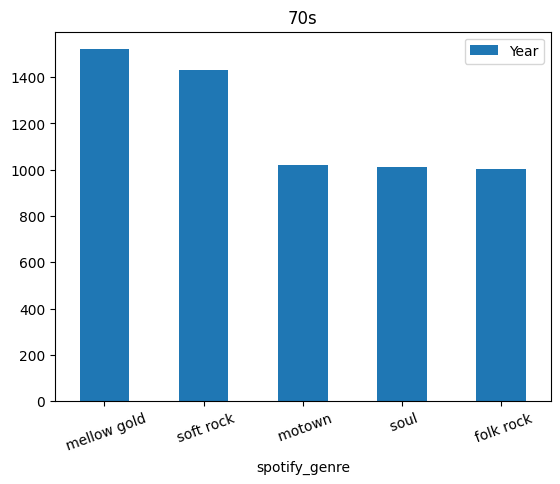 70s
Year
1400
1200
1000
800
600
400
200
0
mellow gold
soft rock
motown
soul
folk rock
spotify_genre